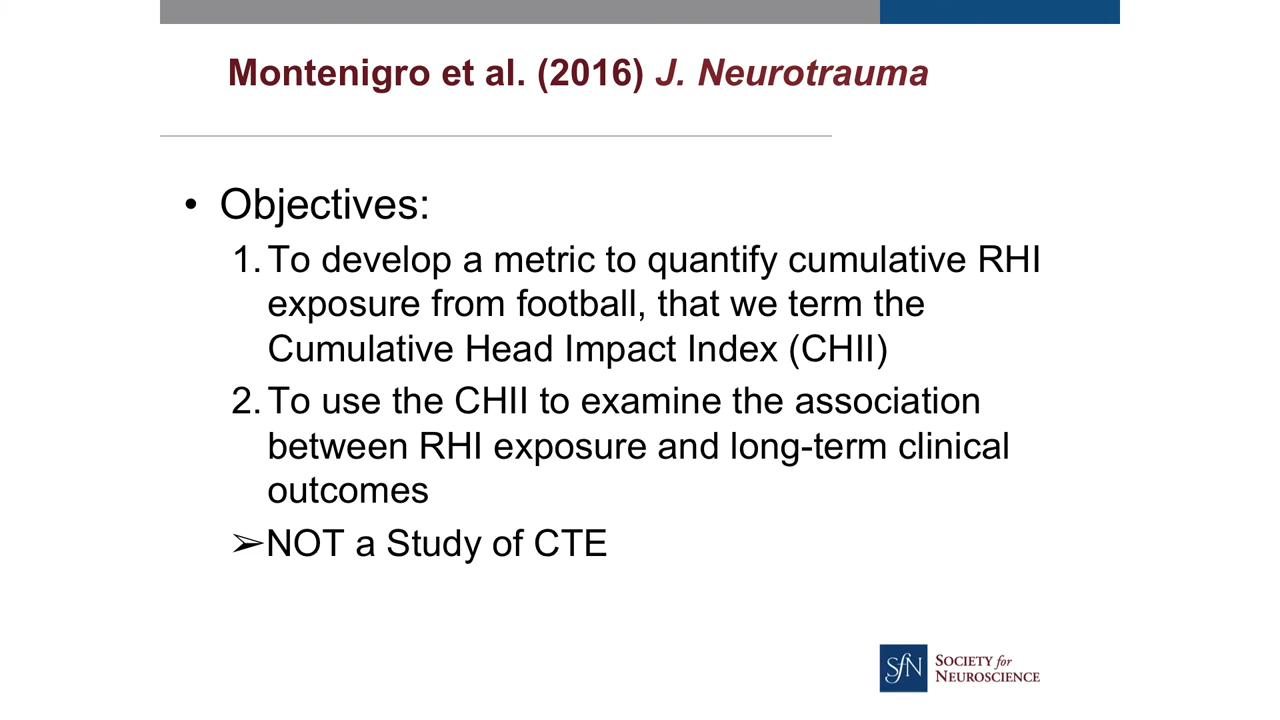 Montenigro et al. (2016) J. Neurotrauma
• Objectives:
1. To develop a metric to quantify cumulative RHI
exposure from football, that we term the
Cumulative Head Impact Index (CHII)
2. To use the CHII to examine the association
between RHI exposure and long-term clinical
outcomes
➢NOT a Study of CTE
SfN
SOCIETY for
NEUROSCIENCE